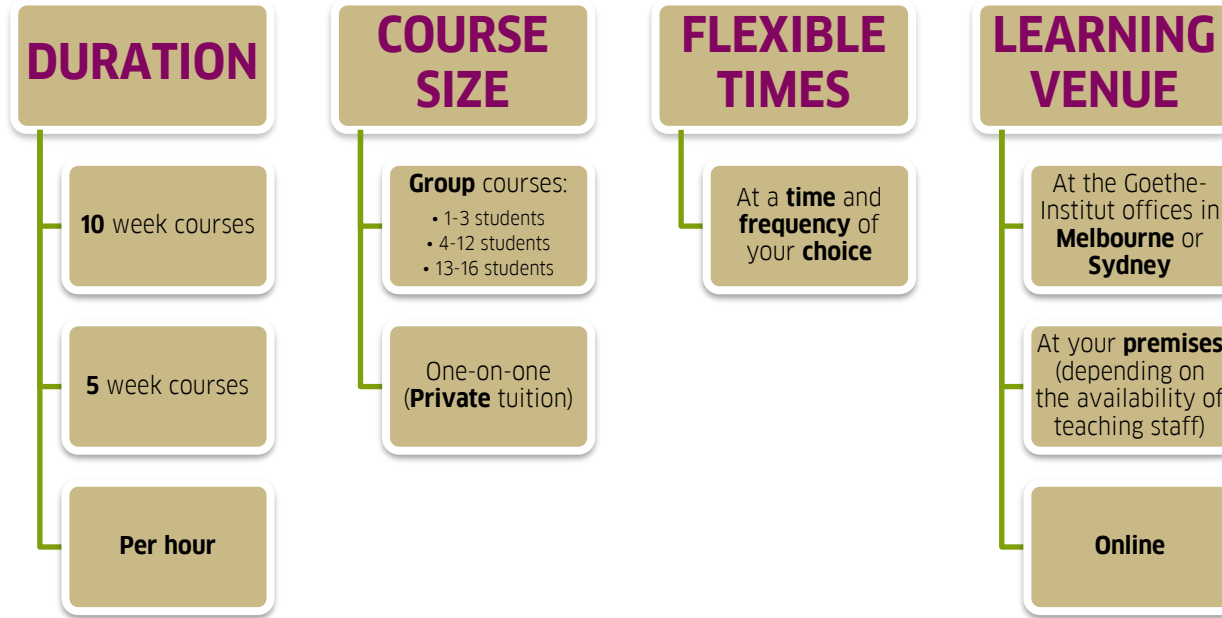 DURATION
10 week courses
5 week courses
Per hour
COURSE
SIZE
Group courses:
• 1-3 students
• 4-12 students
• 13-16 students
One-on-one
(Private tuition)
FLEXIBLE
TIMES
At a time and
frequency of
your choice
LEARNING
VENUE
At the Goethe-
Institut offices in
Melbourne or
Sydney
At your premises
(depending on
the availability of
teaching staff)
Online